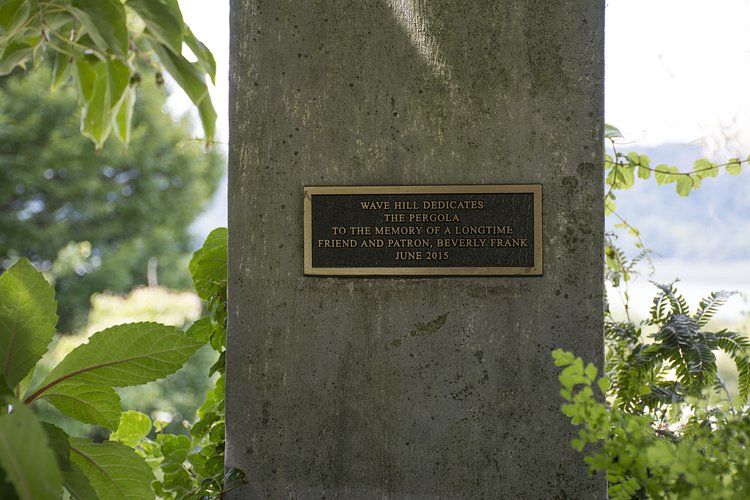 WAVE HILL DEDICATES
THE PERGOLA
TO THE MEMORY OF A LONGTIME
FRIEND AND PATRON, BEVERLY FRANK
JUNE 2015